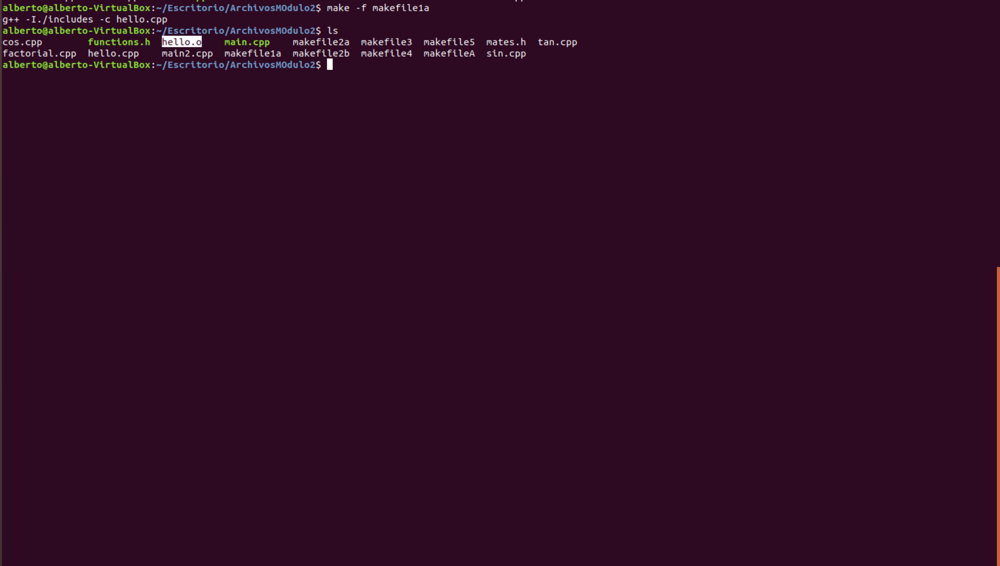 alberto@alberto-VirtualBox:~/Escritorio/ArchivosMOdulo2$ make -f makefile1a
g++ -I./includes -c hello.cpp
alberto@alberto-VirtualBox:~/Escritorio/ArchivosMOdulo2$ ls
cos.cpp        functions.h  hello.o    main.cpp    makefile2a  makefile3  makefile5  mates.h  tan.cpp
factorial.cpp  hello.cpp    main2.cpp  makefile1a  makefile2b  makefile4  makefileA  sin.cpp
alberto@alberto-VirtualBox:~/Escritorio/ArchivosMOdulo2$